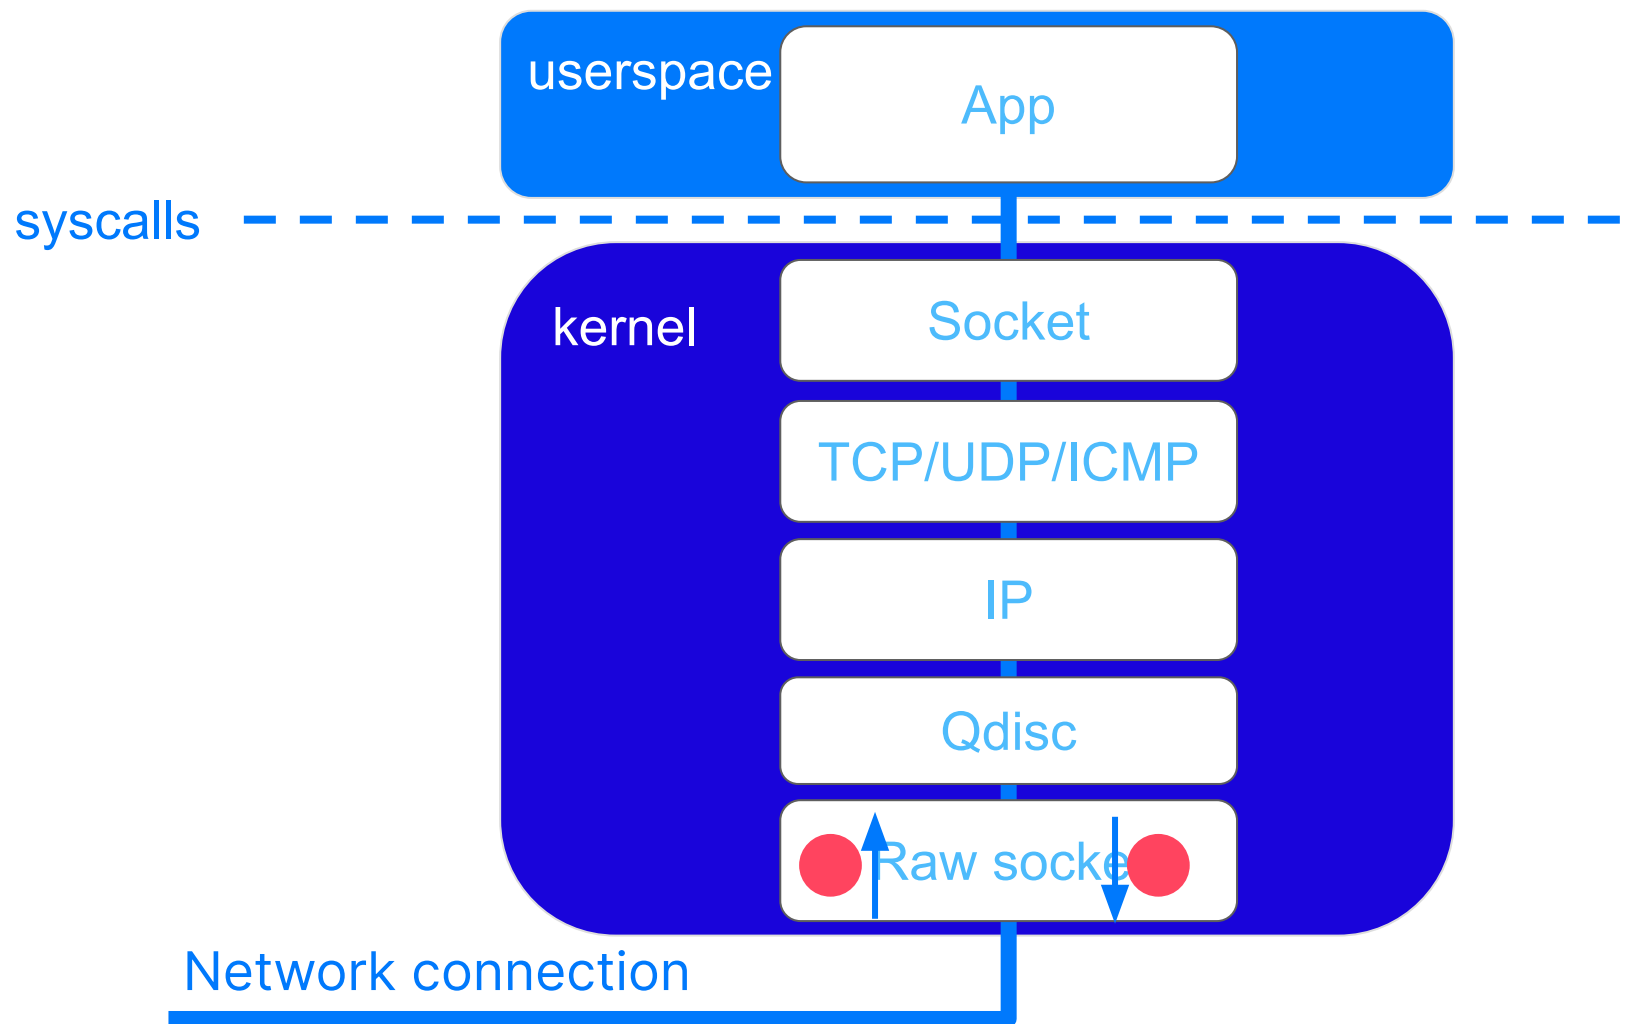 userspace
App
syscalls
Socket
kernel
TCP/UDP/ICMP
IP
Qdisc
Raw socke
Network connection